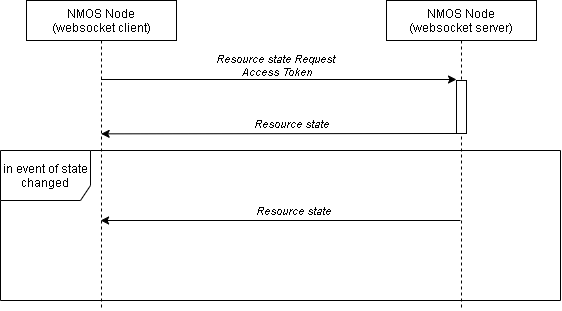 NMOS Node
(websocket client)
NMOS Node
(websocket server)
Resource state Request
Access Token
Resource state
in event of state
changed
Resource state